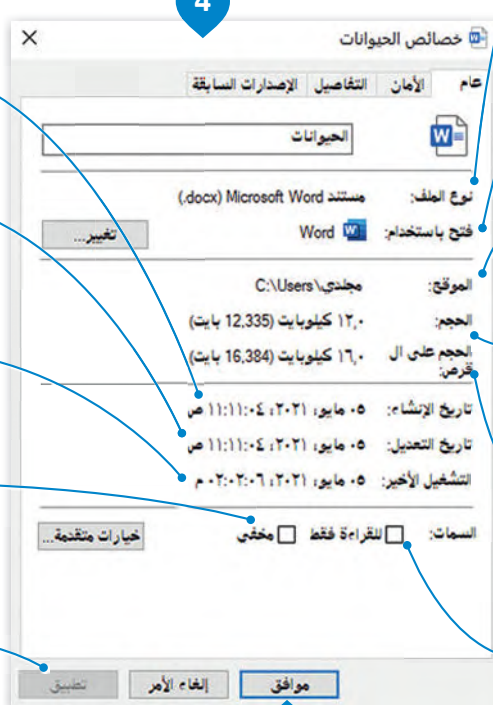 4
خصائص الحيوانات
عام الأمان التفاصيل الإصدارات السابقة
الحيوانات
نوع الملف: مستند Microsoft Word (.docx)
فتح باستخدام: Word تغيير...
الموقع: مجلدي\C:\Users
الحجم: ١٢,٠ كيلوبايت (12,335 بايت)
الحجم على ال
قرص: ١٦,٠ كيلوبايت (16,384 بايت)
تاريخ الإنشاء: ٠٥ مايو، ٢٠٢١، ١١:١١:٠٤ ص
تاريخ التعديل: ٠٥ مايو، ٢٠٢١، ١١:١١:٠٤ ص
التشغيل الأخير: ٠٥ مايو، ٢٠٢١، ٠٢:٠٢:٠٦ م
السمات: للقراءة فقط مخفي خيارات متقدمة...
موافق إلغاء الأمر تطبيق